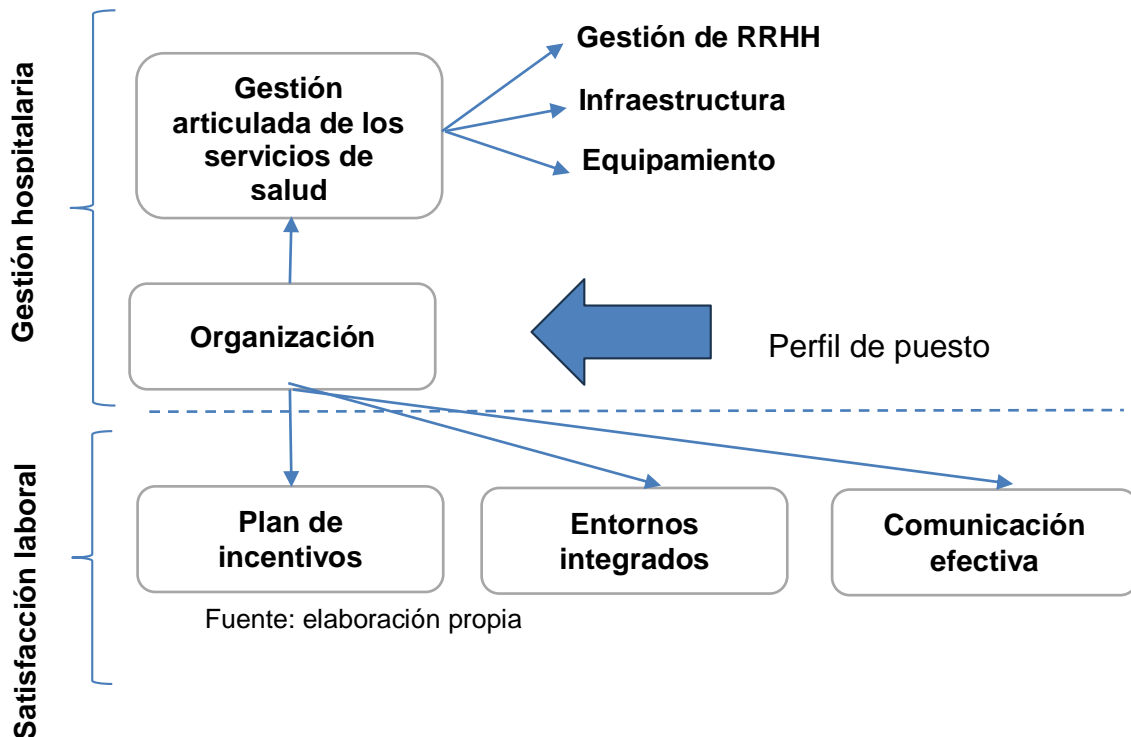 Gestión hospitalaria
Gestión
articulada de los
servicios de
salud
Gestión de RRHH
Infraestructura
Equipamiento
Organización
Perfil de puesto
Satisfacción laboral
Plan de
incentivos
Entornos
integrados
Comunicación
efectiva
Fuente: elaboración propia